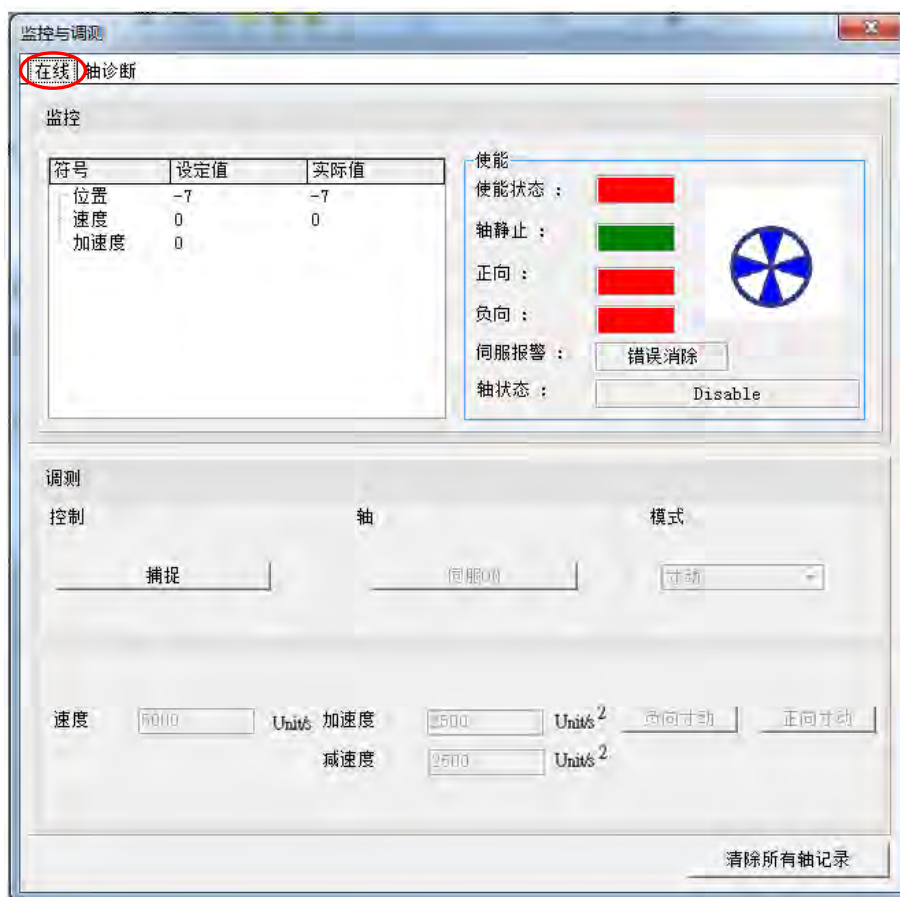 监控与调测
在线 轴诊断
监控
符号 设定值 实际值
位置 -7 -7
速度 0 0
加速度 0
使能
使能状态 :
轴静止 :
正向 :
负向 :
伺服报警 : 错误消除
轴状态 : Disable
调测
控制 轴 模式
捕捉 伺服ON 寸动
速度 5000 Unit/s 加速度 2500 Unit/s² 负向寸动 正向寸动
减速度 2500 Unit/s²
清除所有轴记录